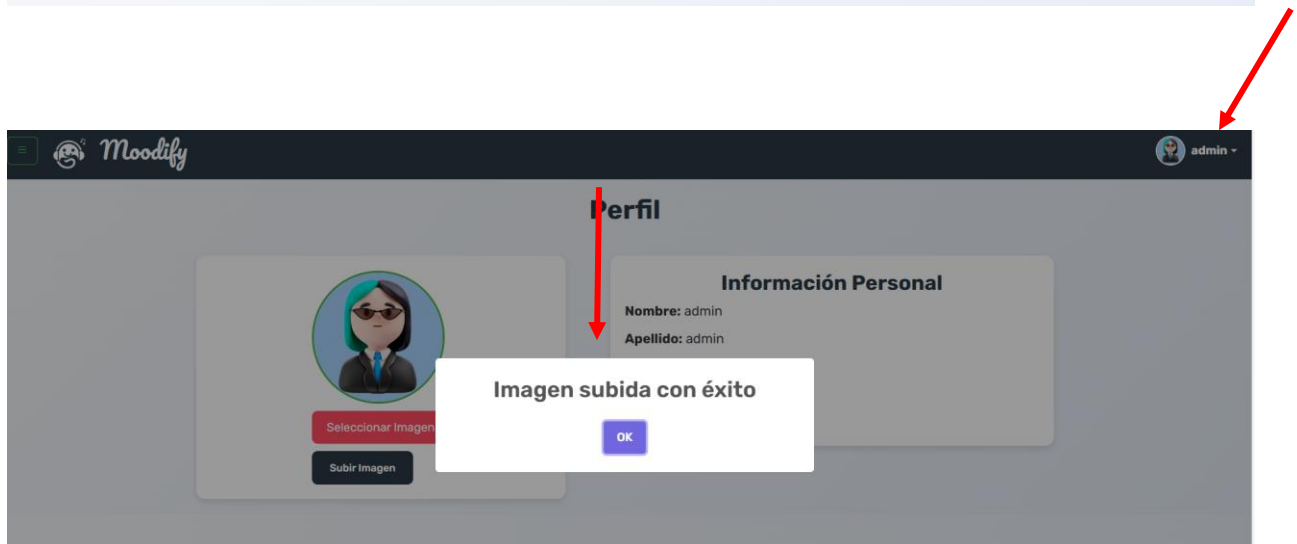 Moodify
admin
Perfil
Información Personal
Nombre: admin
Apellido: admin
Imagen subida con éxito
OK
Seleccionar Imagen
Subir Imagen